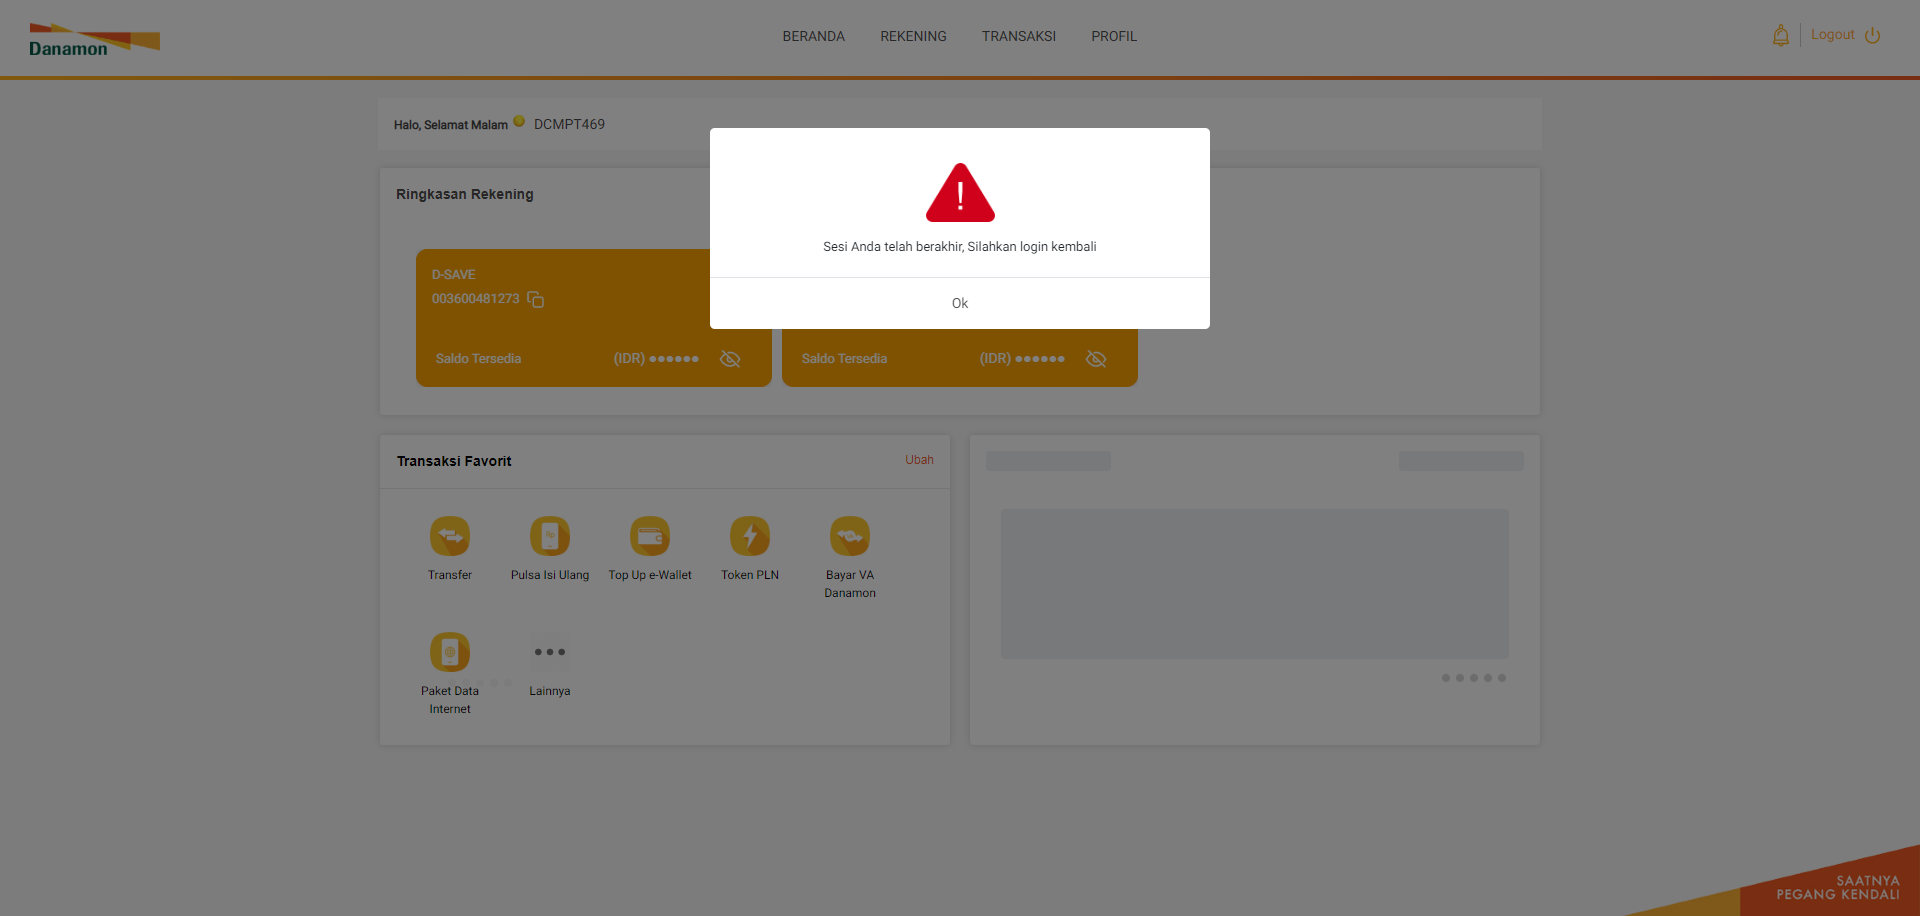 Danamon
BERANDA REKENING TRANSAKSI PROFIL
Logout
Halo, Selamat Malam DCMPT469
Ringkasan Rekening
Sesi Anda telah berakhir, Silahkan login kembali
Ok
D-SAVE
003600481273
Saldo Tersedia (IDR) ●●●●●●
Saldo Tersedia (IDR) ●●●●●●
Transaksi Favorit Ubah
Transfer
Pulsa Isi Ulang
Top Up e-Wallet
Token PLN
Bayar VA
Danamon
Paket Data
Internet
Lainnya
SAATNYA
PEGANG KENDALI